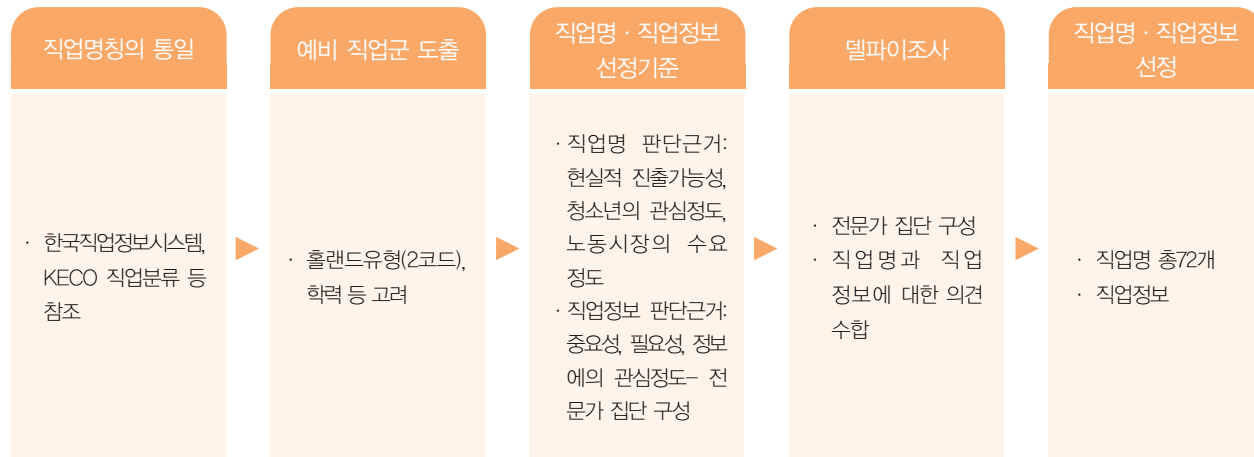 직업명칭의 통일
· 한국직업정보시스템,
KECO 직업분류 등
참조
예비 직업군 도출
· 홀랜드유형(2코드),
학력 등 고려
직업명 · 직업정보
선정기준
· 직업명 판단근거:
현실적 진출가능성,
청소년의 관심정도,
노동시장의 수요
정도
· 직업정보 판단근거:
중요성, 필요성, 정보
에의 관심정도– 전
문가 집단 구성
델파이조사
· 전문가 집단 구성
· 직업명과 직업
정보에 대한 의견
수합
직업명 · 직업정보
선정
· 직업명 총72개
· 직업정보